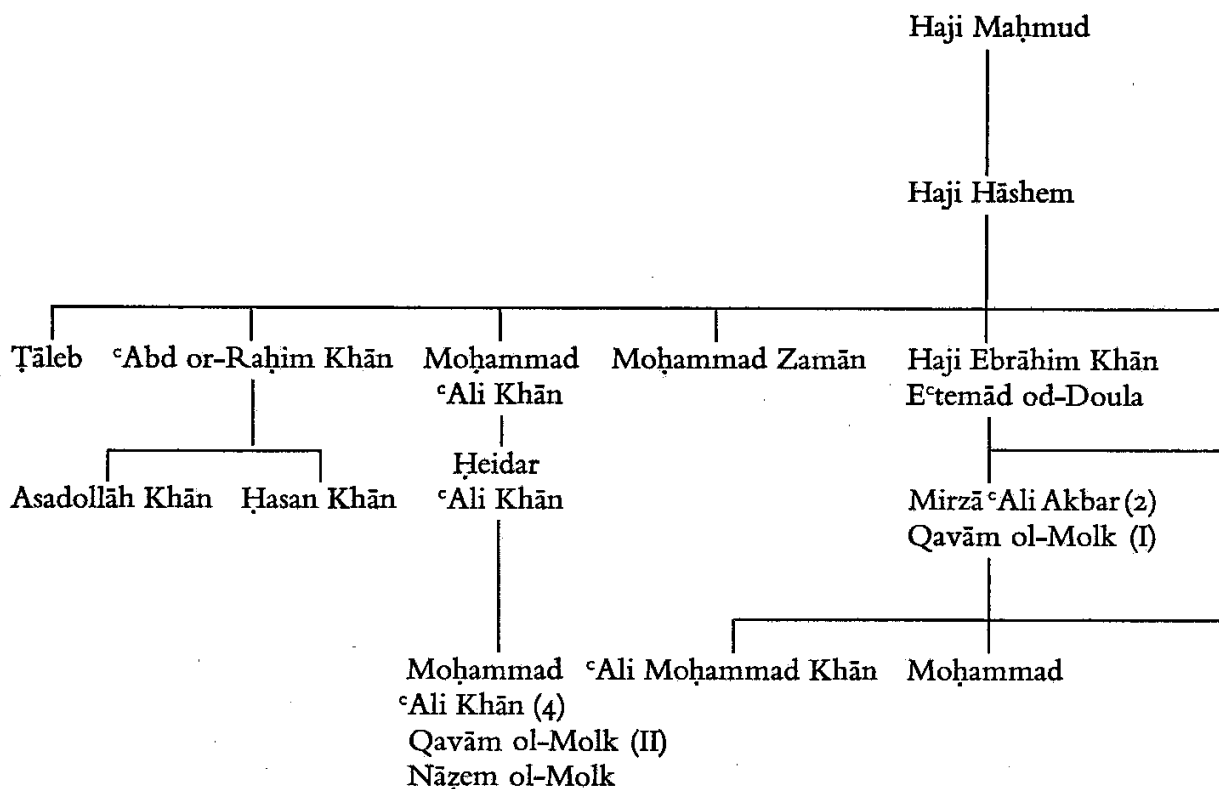 Haji Maḥmud
Haji Hāshem
Ṭāleb ᶜAbd or-Raḥim Khān Moḥammad Moḥammad Zamān Haji Ebrāhim Khān
ᶜAli Khān Eᶜtemād od-Doula
Ḥeidar
Asadollāh Khān Ḥasan Khān ᶜAli Khān Mirzā ᶜAli Akbar (2)
Qavām ol-Molk (I)
Moḥammad ᶜAli Moḥammad Khān Moḥammad
ᶜAli Khān (4)
Qavām ol-Molk (II)
Nāẓem ol-Molk